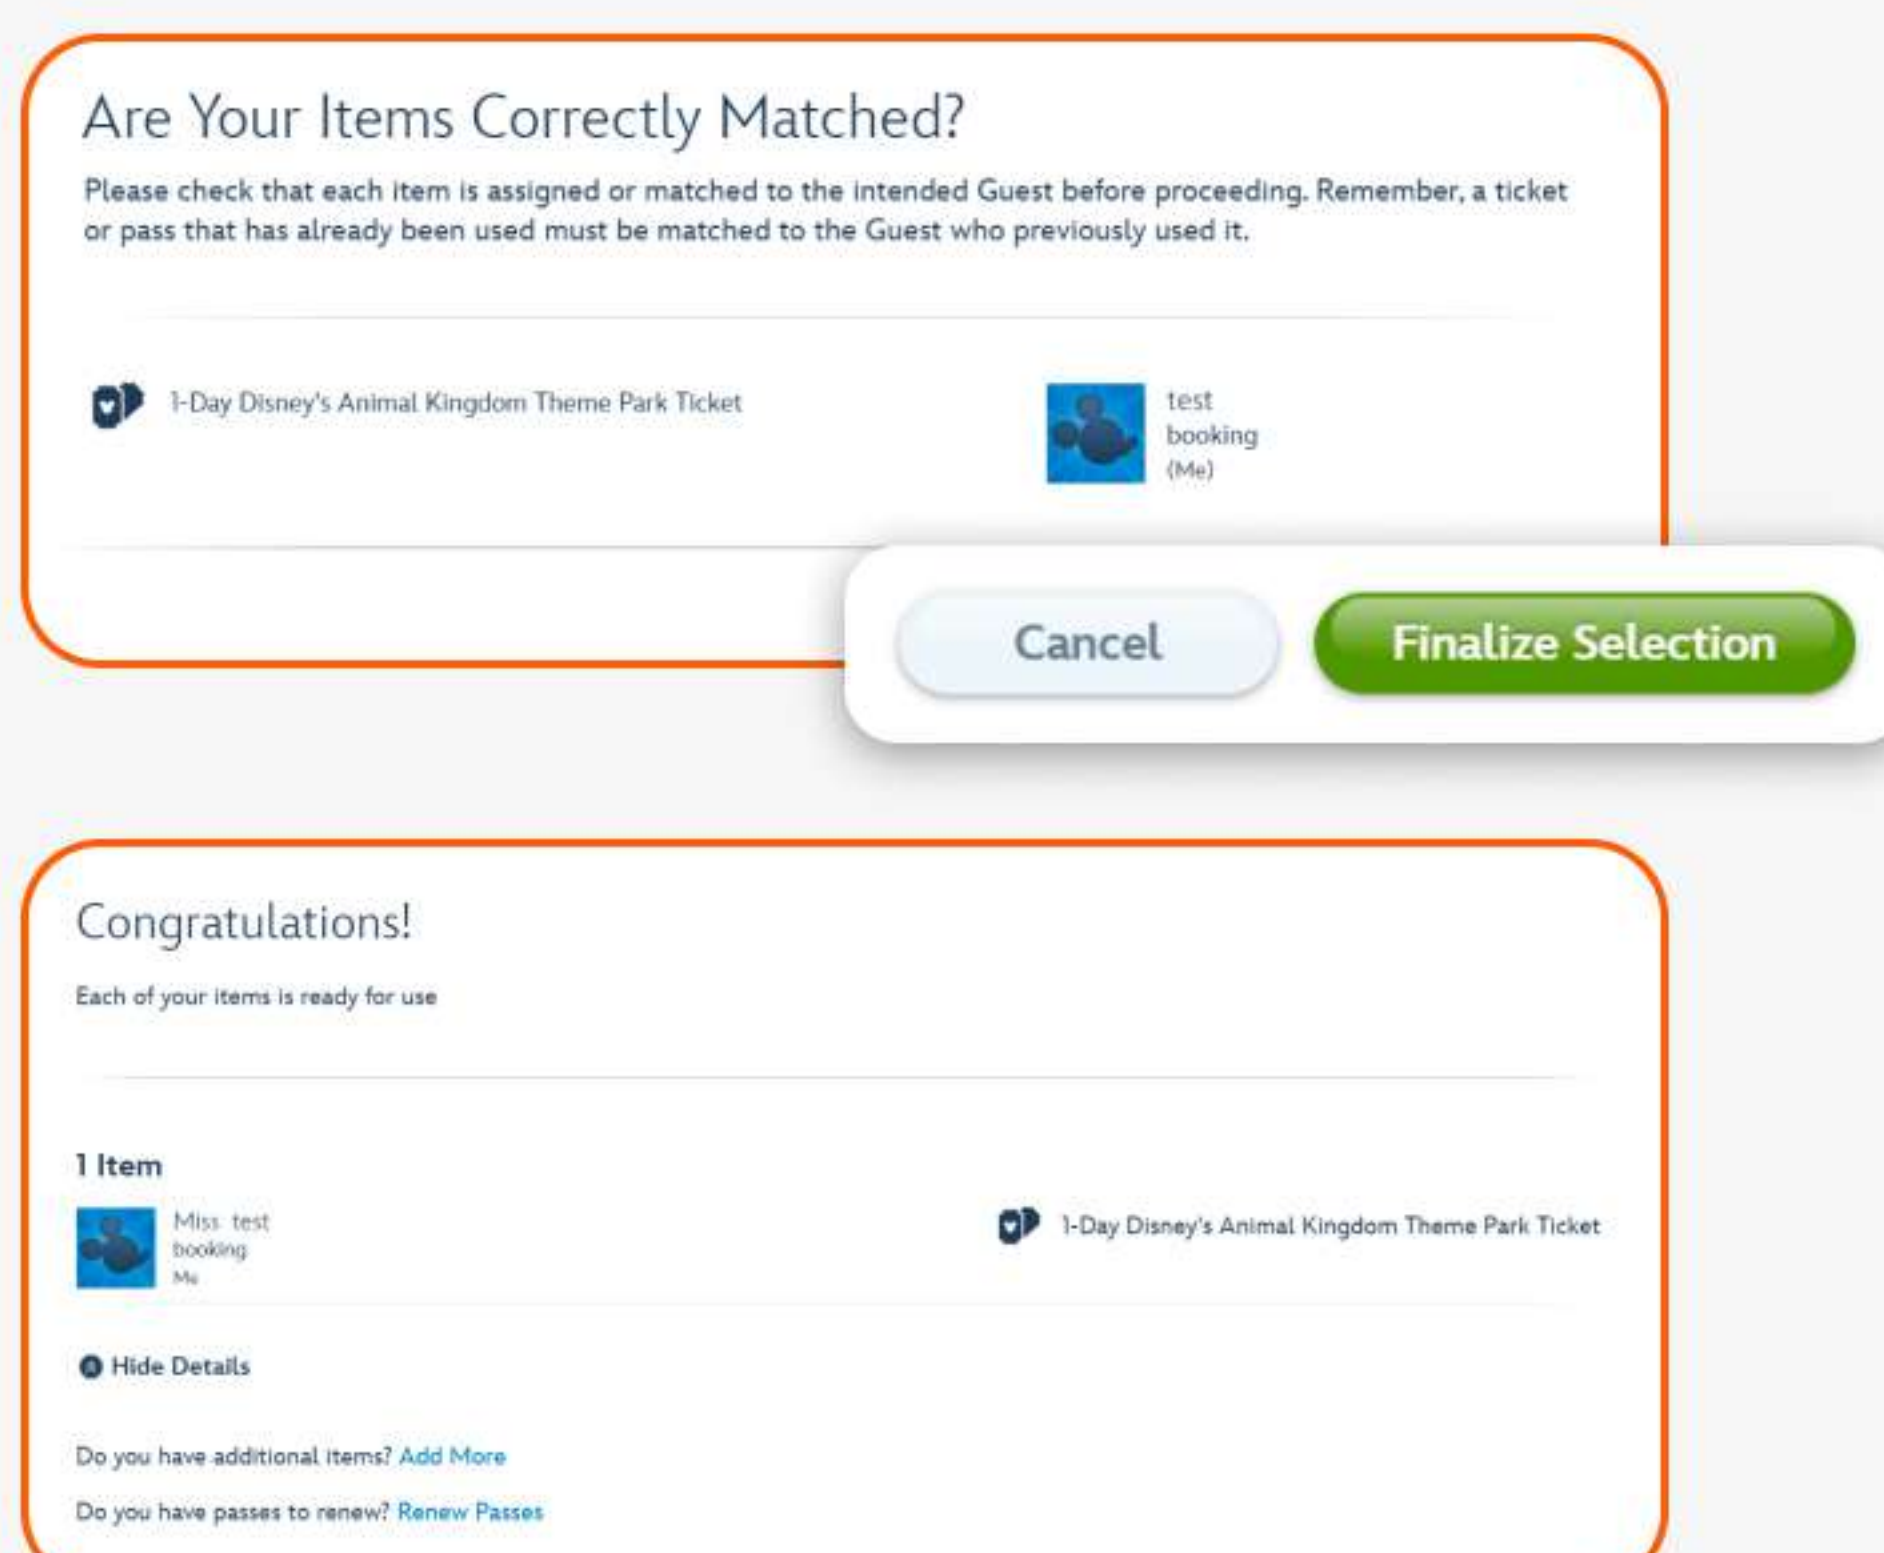 Are Your Items Correctly Matched?
Please check that each item is assigned or matched to the intended Guest before proceeding. Remember, a ticket
or pass that has already been used must be matched to the Guest who previously used it.
1-Day Disney's Animal Kingdom Theme Park Ticket
test
booking
(Me)
Cancel
Finalize Selection
Congratulations!
Each of your items is ready for use
1 Item
Miss test
booking
Me
1-Day Disney's Animal Kingdom Theme Park Ticket
Hide Details
Do you have additional items? Add More
Do you have passes to renew? Renew Passes